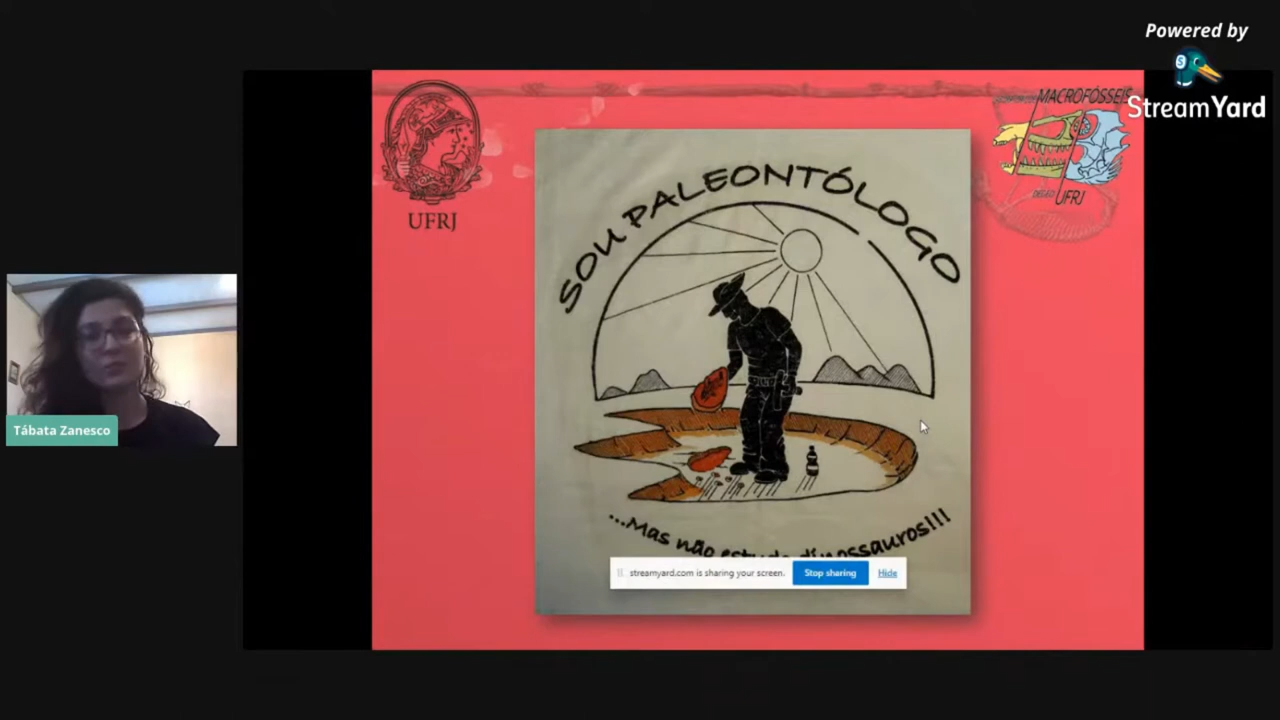 Powered by
StreamYard
UFRJ
MACROFÓSSEIS
UFRJ
SOU PALEONTÓLOGO
...Mas não estudo dinossauros!!!
streamyard.com is sharing your screen.
Stop sharing
Hide
Tábata Zanesco